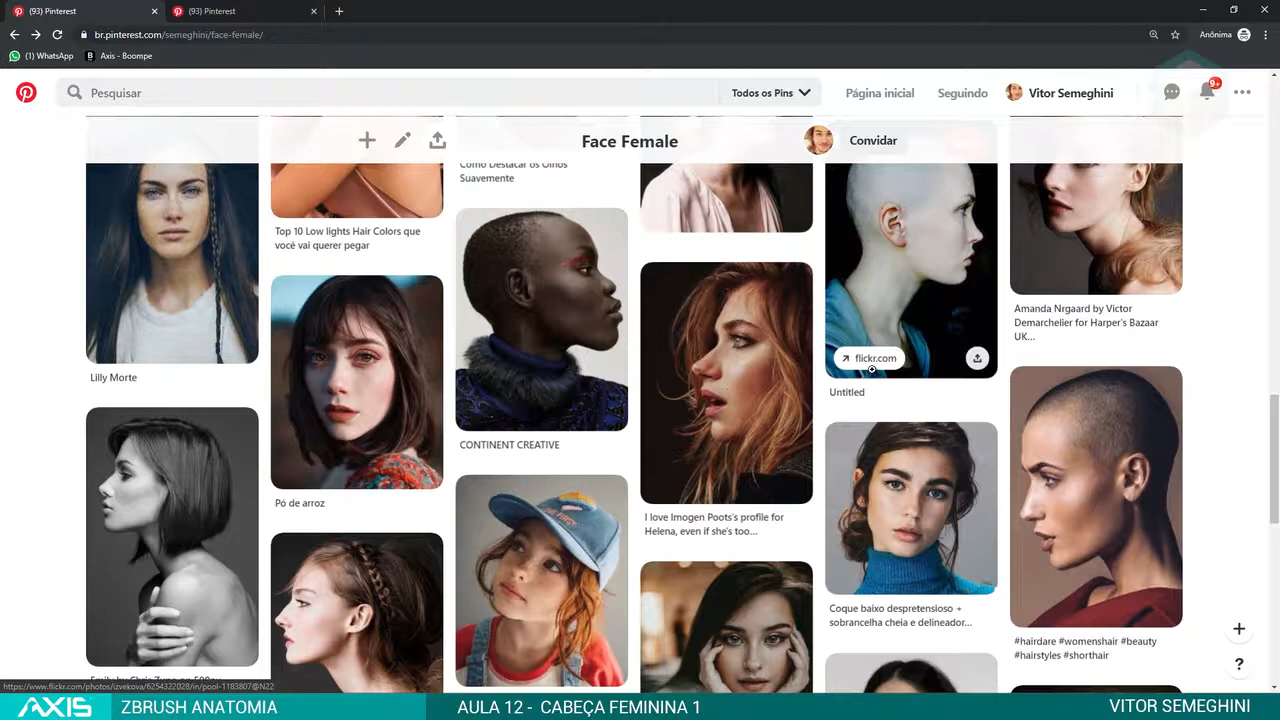 (93) Pinterest
(93) Pinterest
br.pinterest.com/semeghini/face-female/
Anônima
(1) WhatsApp
Axis - Boompe
Pesquisar
Todos os Pins
Página inicial
Seguindo
Vitor Semeghini
9+
Face Female
Convidar
Como Destacar os Olhos
Suavemente
Top 10 Low lights Hair Colors que
você vai querer pegar
Amanda Nrgaard by Victor
Demarchelier for Harper's Bazaar
UK...
flickr.com
Lilly Morte
Untitled
CONTINENT CREATIVE
Pó de arroz
I love Imogen Poots's profile for
Helena, even if she's too...
Coque baixo despretensioso +
sobrancelha cheia e delineador...
#hairdare #womenshair #beauty
#hairstyles #shorthair
?
https://www.flickr.com/photos/izvekova/6254322028/in/pool-1183807@N22
AXIS
ZBRUSH ANATOMIA
AULA 12 - CABEÇA FEMININA 1
VITOR SEMEGHINI